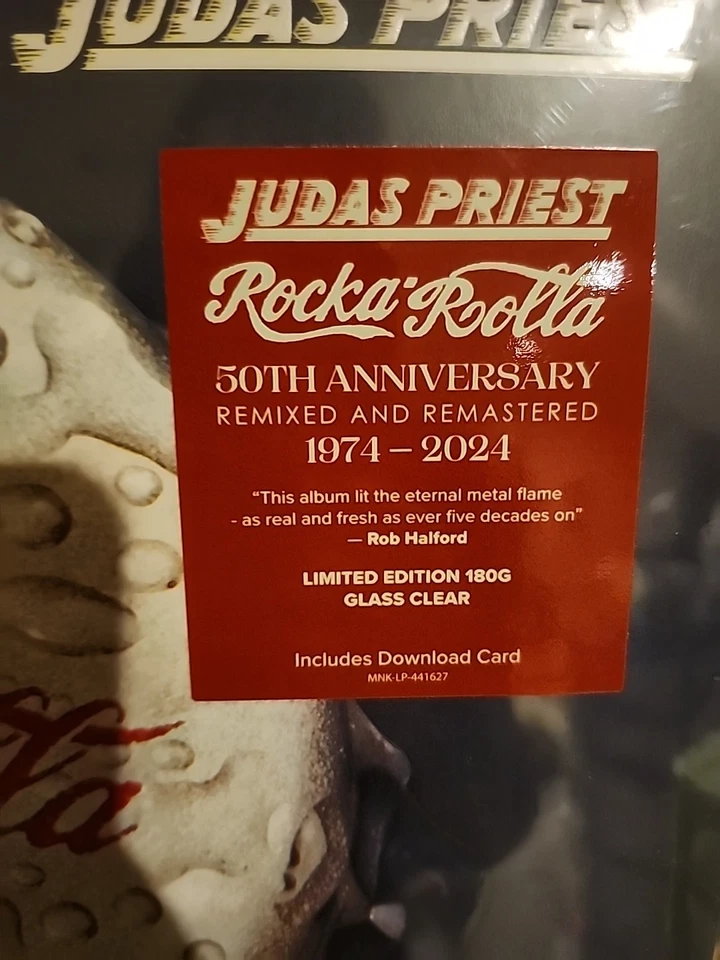 JUDAS PRIEST
JUDAS PRIEST
Rocka Rolla
50TH ANNIVERSARY
REMIXED AND REMASTERED
1974 – 2024
“This album lit the eternal metal flame
- as real and fresh as ever five decades on”
— Rob Halford
LIMITED EDITION 180G
GLASS CLEAR
Includes Download Card
MNK-LP-441627